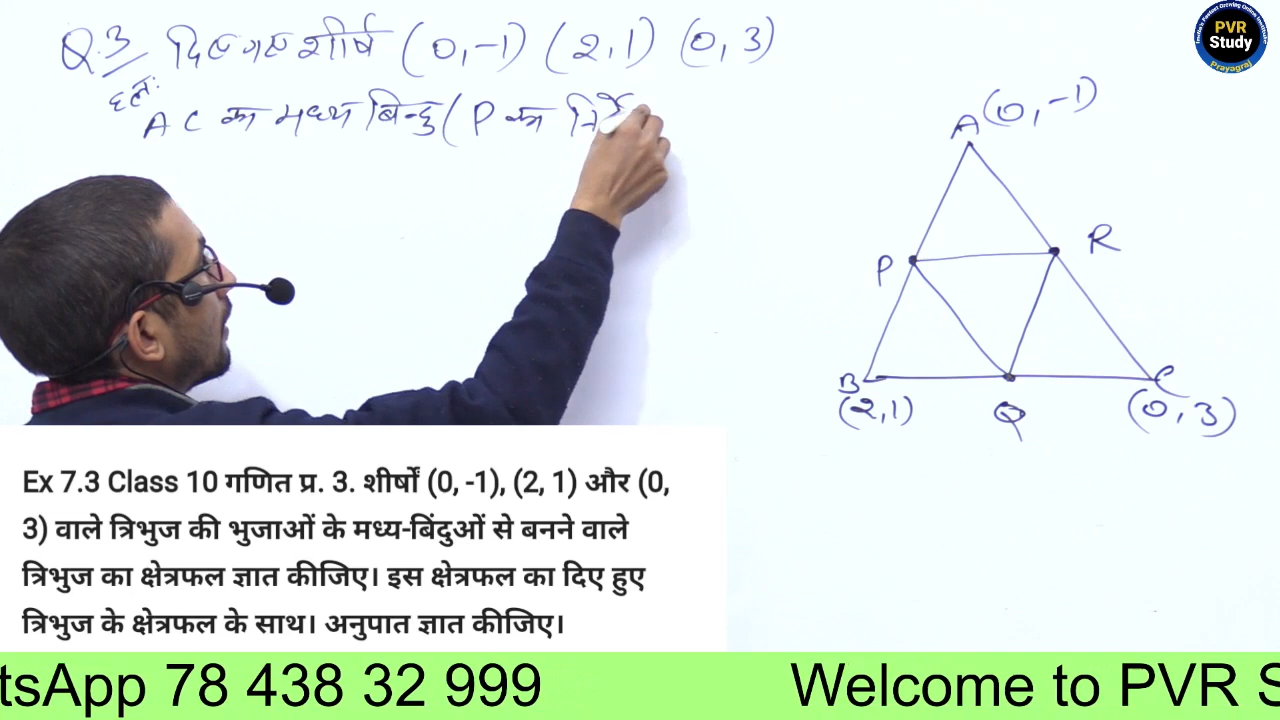 Q.3 दिए गए शीर्ष (0,-1) (2,1) (0,3)
हल:
AC का मध्य बिन्दु (P का निर्दे
A(0,-1)
P
R
B
(2,1)
Q
C
(0,3)
Ex 7.3 Class 10 गणित प्र. 3. शीर्षों (0, -1), (2, 1) और (0,
3) वाले त्रिभुज की भुजाओं के मध्य-बिंदुओं से बनने वाले
त्रिभुज का क्षेत्रफल ज्ञात कीजिए। इस क्षेत्रफल का दिए हुए
त्रिभुज के क्षेत्रफल के साथ। अनुपात ज्ञात कीजिए।
tsApp 78 438 32 999 Welcome to PVR S
PVR
Study
Prayagraj